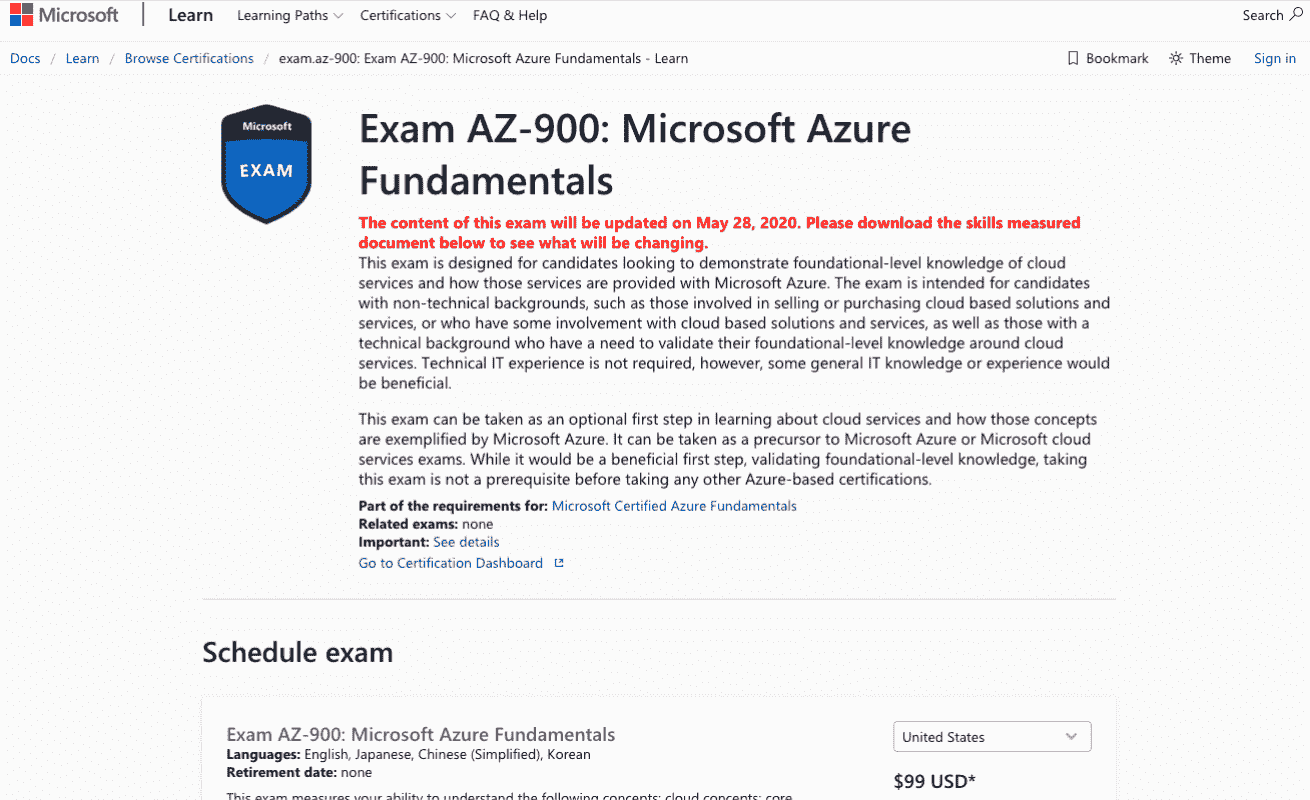 Microsoft | Learn Learning Paths Certifications FAQ & Help Search
Docs / Learn / Browse Certifications / exam.az-900: Exam AZ-900: Microsoft Azure Fundamentals - Learn Bookmark Theme Sign in
Microsoft
EXAM
Exam AZ-900: Microsoft Azure
Fundamentals
The content of this exam will be updated on May 28, 2020. Please download the skills measured
document below to see what will be changing.
This exam is designed for candidates looking to demonstrate foundational-level knowledge of cloud
services and how those services are provided with Microsoft Azure. The exam is intended for candidates
with non-technical backgrounds, such as those involved in selling or purchasing cloud based solutions and
services, or who have some involvement with cloud based solutions and services, as well as those with a
technical background who have a need to validate their foundational-level knowledge around cloud
services. Technical IT experience is not required, however, some general IT knowledge or experience would
be beneficial.
This exam can be taken as an optional first step in learning about cloud services and how those concepts
are exemplified by Microsoft Azure. It can be taken as a precursor to Microsoft Azure or Microsoft cloud
services exams. While it would be a beneficial first step, validating foundational-level knowledge, taking
this exam is not a prerequisite before taking any other Azure-based certifications.
Part of the requirements for: Microsoft Certified Azure Fundamentals
Related exams: none
Important: See details
Go to Certification Dashboard
Schedule exam
Exam AZ-900: Microsoft Azure Fundamentals
Languages: English, Japanese, Chinese (Simplified), Korean
Retirement date: none
This exam measures your ability to understand the following concepts: cloud concepts; core
United States
$99 USD*